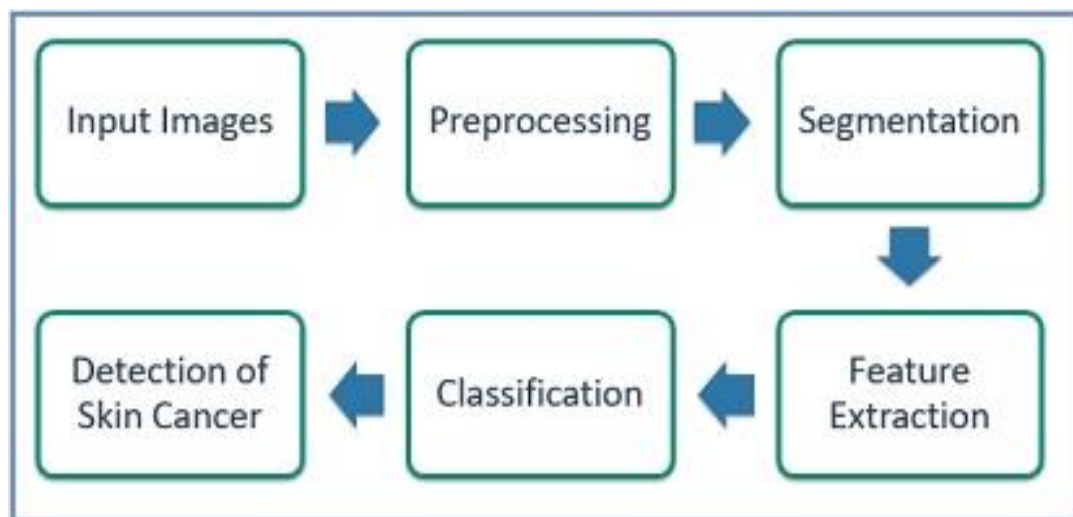 Input Images
Preprocessing
Segmentation
Feature
Extraction
Classification
Detection of
Skin Cancer